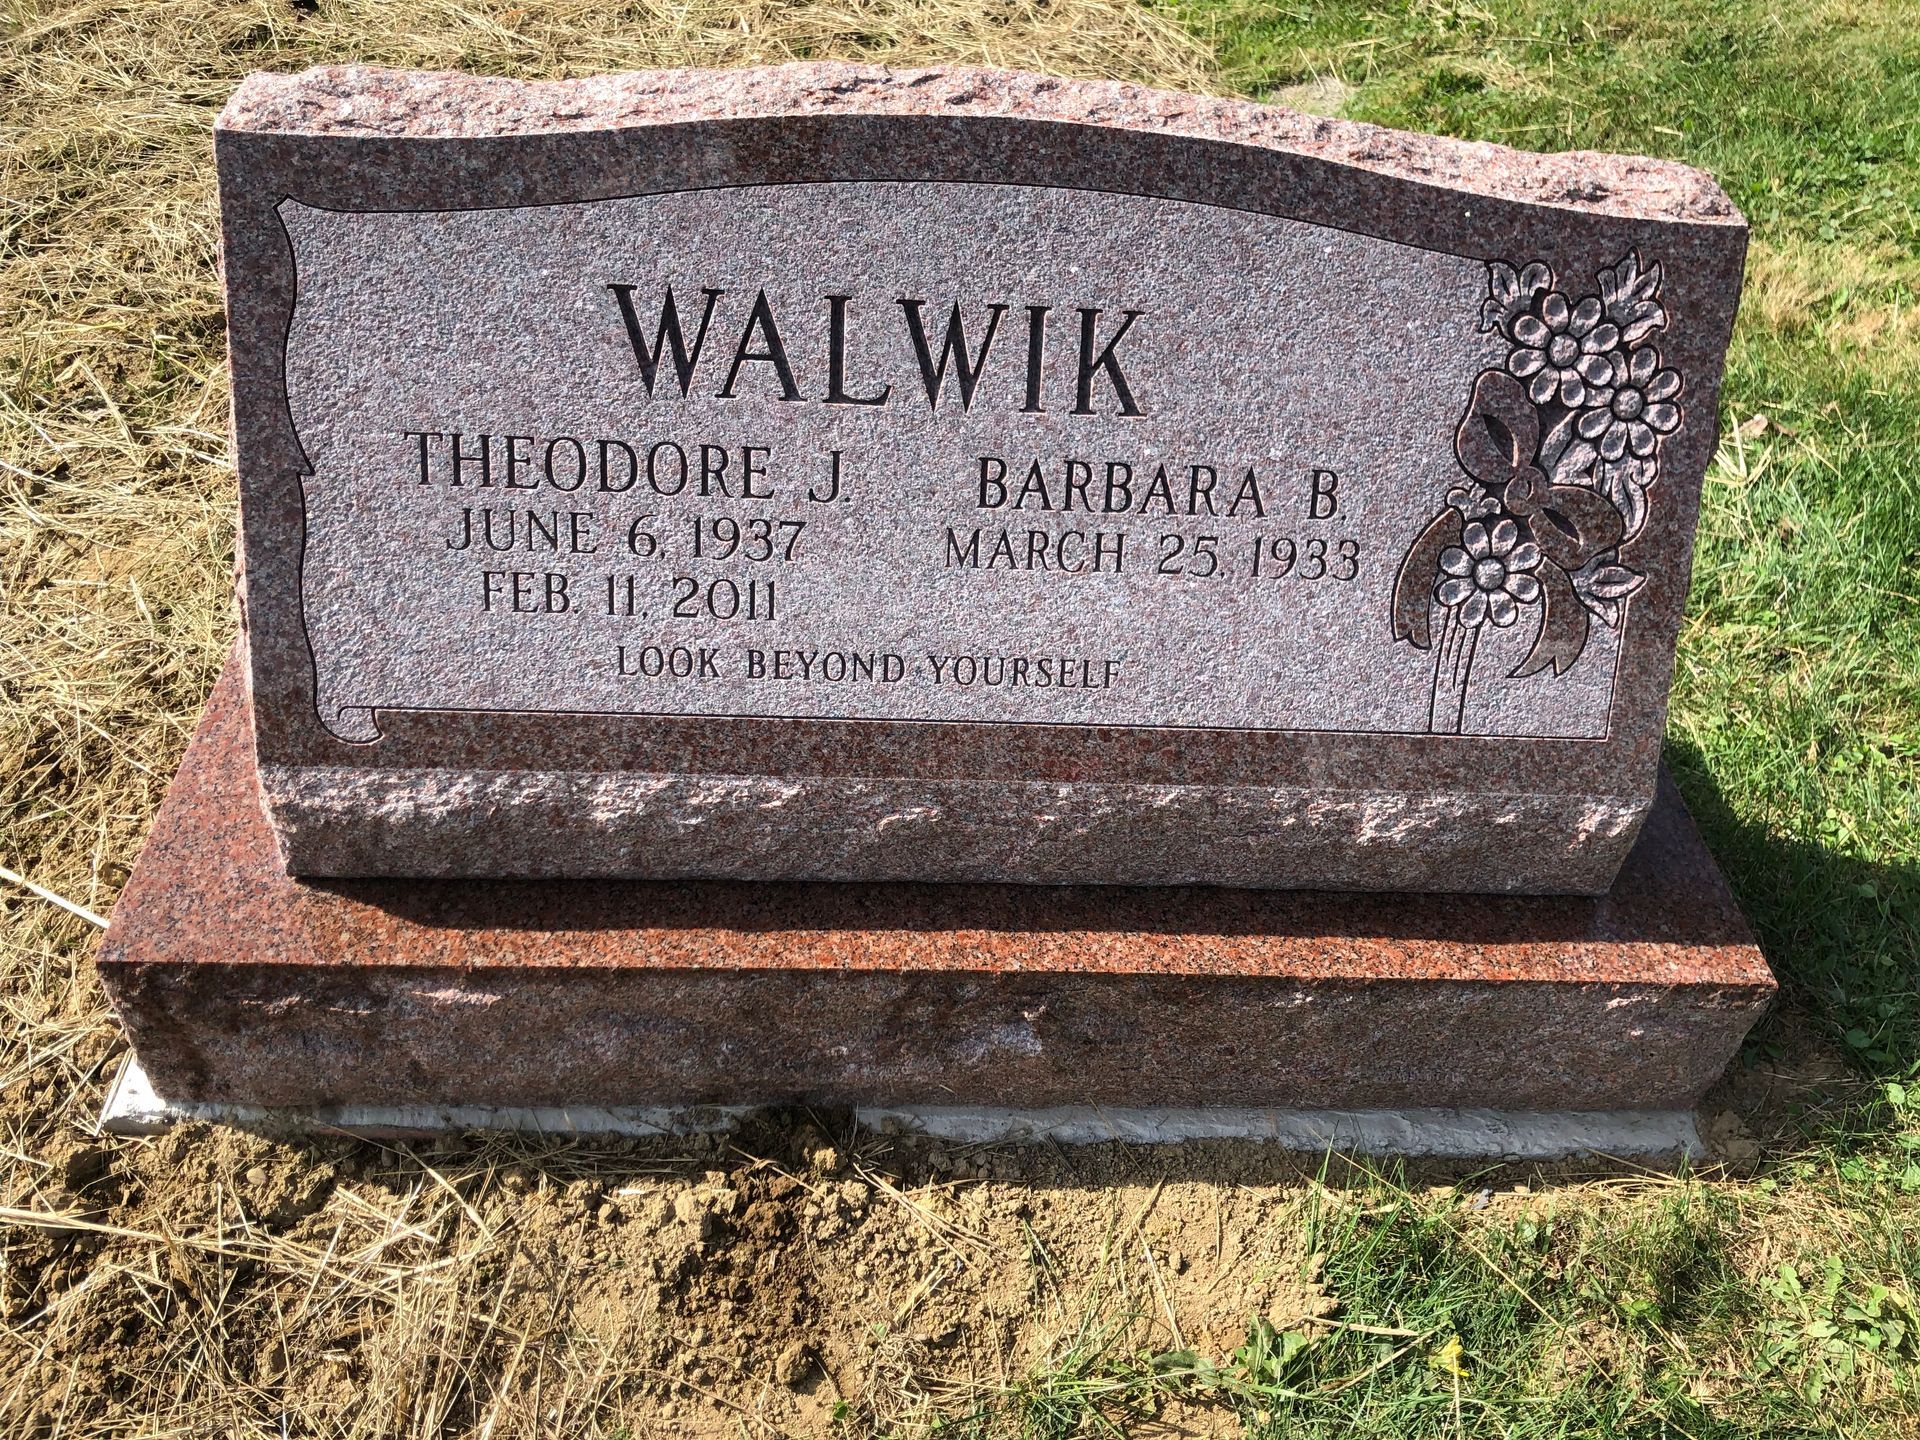 WALWIK
THEODORE J. BARBARA B.
JUNE 6, 1937 MARCH 25, 1933
FEB. 11, 2011
LOOK BEYOND YOURSELF